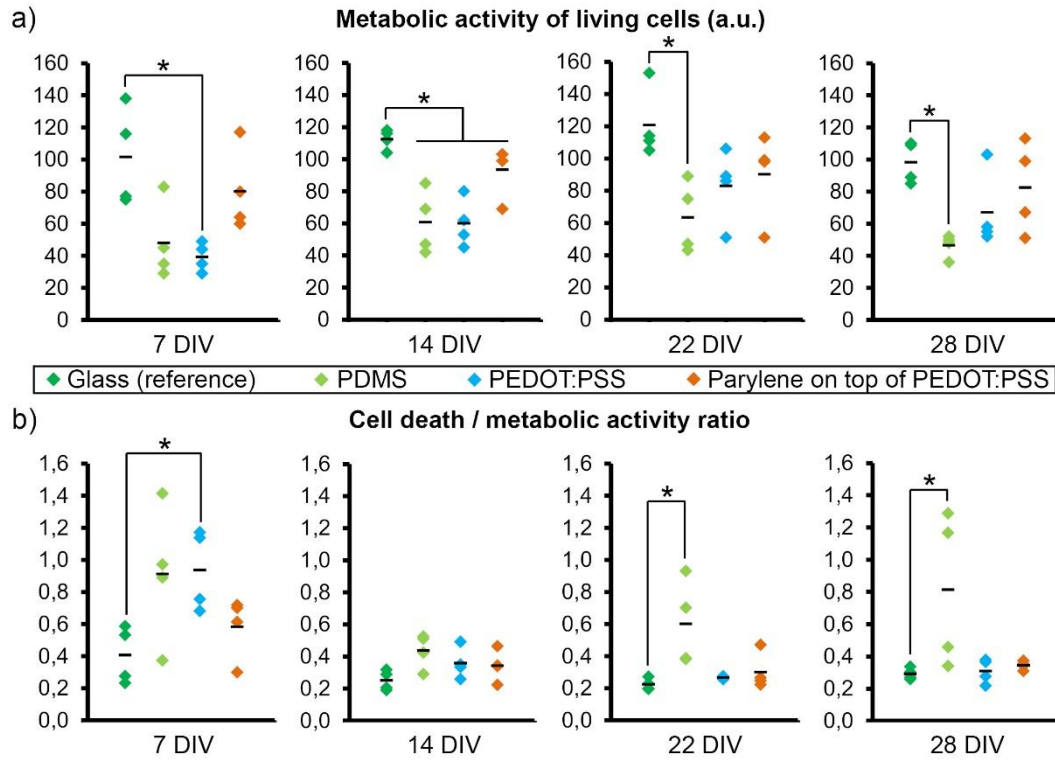 a) Metabolic activity of living cells (a.u.)
* * * *
160 160 160 160
140 140 140 140
120 120 120 120
100 100 100 100
80 80 80 80
60 60 60 60
40 40 40 40
20 20 20 20
0 0 0 0
7 DIV 14 DIV 22 DIV 28 DIV
Glass (reference) PDMS PEDOT:PSS Parylene on top of PEDOT:PSS
b) Cell death / metabolic activity ratio
* * *
1,6 1,6 1,6 1,6
1,4 1,4 1,4 1,4
1,2 1,2 1,2 1,2
1,0 1,0 1,0 1,0
0,8 0,8 0,8 0,8
0,6 0,6 0,6 0,6
0,4 0,4 0,4 0,4
0,2 0,2 0,2 0,2
0,0 0,0 0,0 0,0
7 DIV 14 DIV 22 DIV 28 DIV